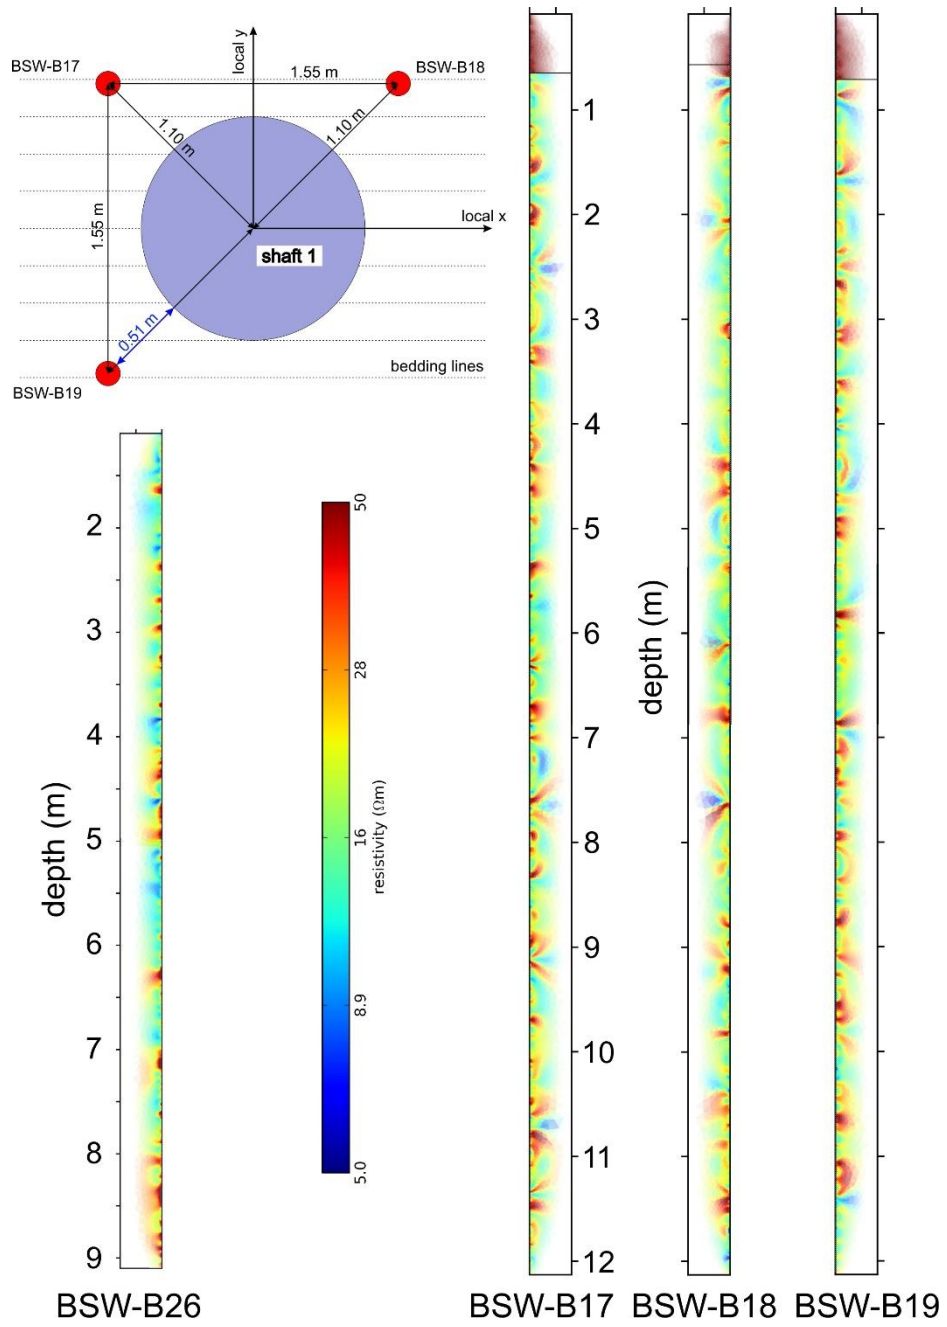 BSW-B17
BSW-B18
local y
1.55 m
1.10 m
1.10 m
local x
1.55 m
shaft 1
0.51 m
bedding lines
BSW-B19
1
2
3
4
5
6
7
8
9
10
11
12
depth (m)
2
3
4
5
6
7
8
9
depth (m)
50
28
16
8.9
5.0
resistivity (Ωm)
BSW-B26
BSW-B17
BSW-B18
BSW-B19